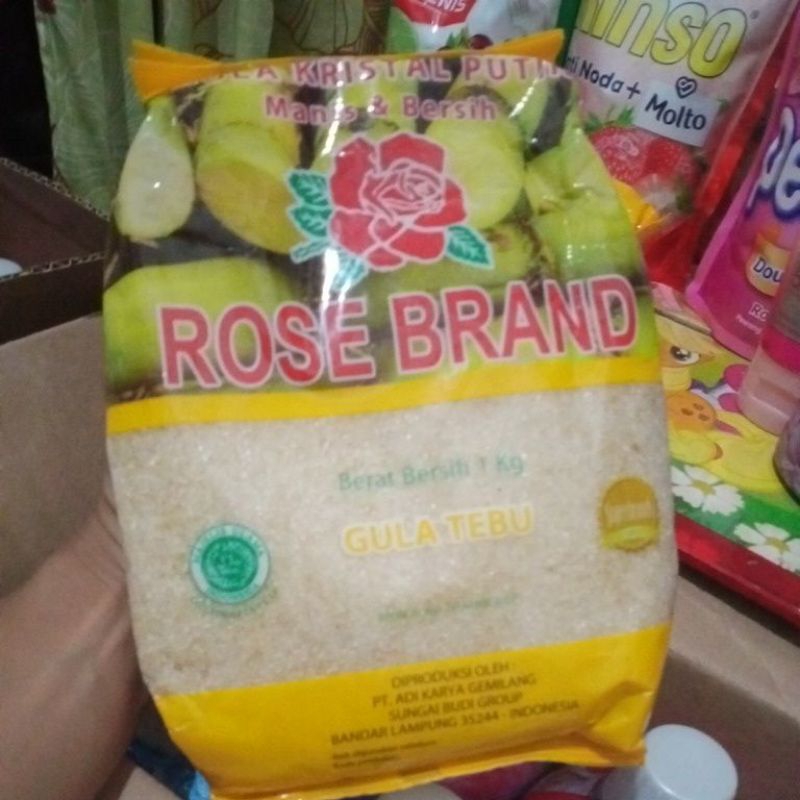 KRISTAL PUTIH
Manis & Bersih
ROSE BRAND
Berat Bersih 1 Kg
GULA TEBU
DIPRODUKSI OLEH :
PT. ADI KARYA GEMILANG
SUNGAI BUDI GROUP
BANDAR LAMPUNG 35244 - INDONESIA
inso
Noda + Molto